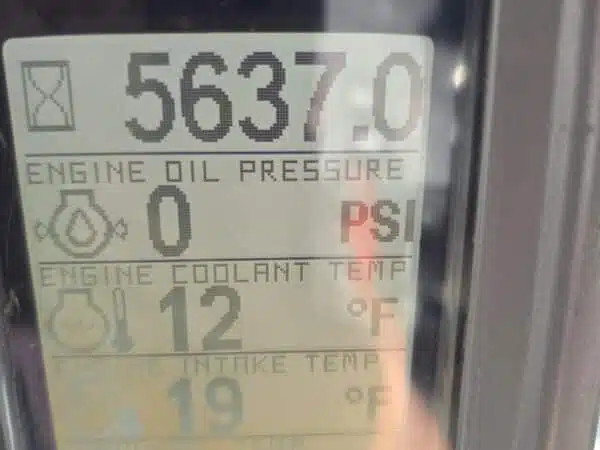 5637.0
ENGINE OIL PRESSURE
0 PSI
ENGINE COOLANT TEMP
12 °F
INTAKE TEMP
19 °F